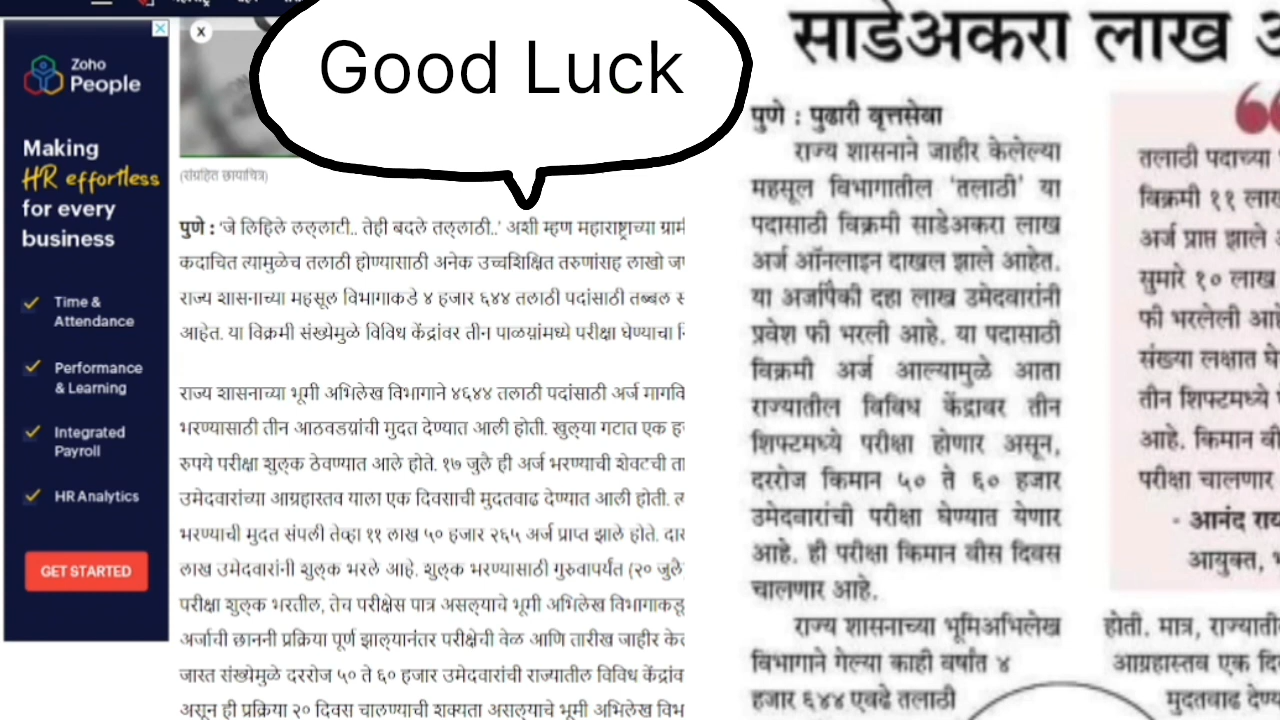 Zoho
People
Making
HR effortless
for every
business
Time &
Attendance
Performance
& Learning
Integrated
Payroll
HR Analytics
GET STARTED
x
Good Luck
(संग्रहित छायाचित्र)
पुणे : 'जे लिहिले लल्लाटी.. तेही बदले तल्लाठी..' अशी म्हण महाराष्ट्राच्या
कदाचित त्यामुळेच तलाठी होण्यासाठी अनेक उच्चशिक्षित तरुणांसह लाखो
राज्य शासनाच्या महसूल विभागाकडे ४ हजार ६४४ तलाठी पदांसाठी तब्बल
आहेत. या विक्रमी संख्येमुळे विविध केंद्रांवर तीन पाळ्यांमध्ये परीक्षा घेण्याचा
राज्य शासनाच्या भूमी अभिलेख विभागाने ४६४४ तलाठी पदांसाठी अर्ज
भरण्यासाठी तीन आठवड्यांची मुदत देण्यात आली होती. खुल्या गटात एक
रुपये परीक्षा शुल्क ठेवण्यात आले होते. १७ जुलै ही अर्ज भरण्याची शेवटची
उमेदवारांच्या आग्रहास्तव याला एक दिवसाची मुदतवाढ देण्यात आली होती.
भरण्याची मुदत संपली तेव्हा ११ लाख ५० हजार २६५ अर्ज प्राप्त झाले होते.
लाख उमेदवारांनी शुल्क भरले आहे. शुल्क भरण्यासाठी गुरुवापर्यंत (२० जुलै
परीक्षा शुल्क भरतील, तेच परीक्षेस पात्र असल्याचे भूमी अभिलेख
अर्जाची छाननी प्रक्रिया पूर्ण झाल्यानंतर परीक्षेची वेळ आणि तारीख जाहीर
जास्त संख्येमुळे दररोज ५० ते ६० हजार उमेदवारांची राज्यातील विविध
असून ही प्रक्रिया २० दिवस चालण्याची शक्यता असल्याचे भूमी अभिलेख
साडेअकरा लाख
पुणे : पुढारी वृत्तसेवा
राज्य शासनाने जाहीर केलेल्या
महसूल विभागातील 'तलाठी' या
पदासाठी विक्रमी साडेअकरा लाख
अर्ज ऑनलाइन दाखल झाले आहेत.
या अर्जांपैकी दहा लाख उमेदवारांनी
प्रवेश फी भरली आहे. या पदासाठी
विक्रमी अर्ज आल्यामुळे आता
राज्यातील विविध केंद्रावर तीन
शिफ्टमध्ये परीक्षा होणार असून,
दररोज किमान ५० ते ६० हजार
उमेदवारांची परीक्षा घेण्यात येणार
आहे. ही परीक्षा किमान वीस दिवस
चालणार आहे.
राज्य शासनाच्या भूमिअभिलेख
विभागाने गेल्या काही वर्षांत ४
हजार ६४४ एवढे तलाठी
तलाठी पदाच्या
विक्रमी ११
अर्ज प्राप्त झाले
सुमारे १० लाख
फी भरलेली
संख्या लक्षात
तीन शिफ्टमध्ये
आहे. किमान
परीक्षा चालणार
- आनंद
आयुक्त,
होती. मात्र,
आग्रहास्तव एक
मुदतवाढ